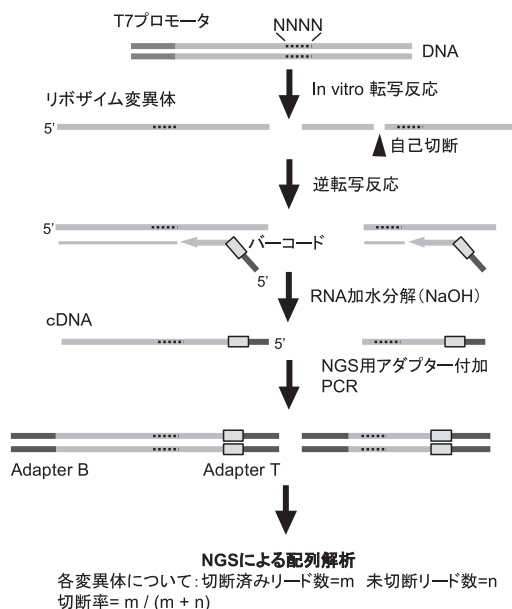 T7プロモータ
NNNN
DNA
In vitro 転写反応
リボザイム変異体
5'
自己切断
逆転写反応
5'
バーコード
5'
RNA加水分解(NaOH)
cDNA
5'
NGS用アダプター付加
PCR
Adapter B
Adapter T
NGSによる配列解析
各変異体について:切断済みリード数=m 未切断リード数=n
切断率= m / (m + n)